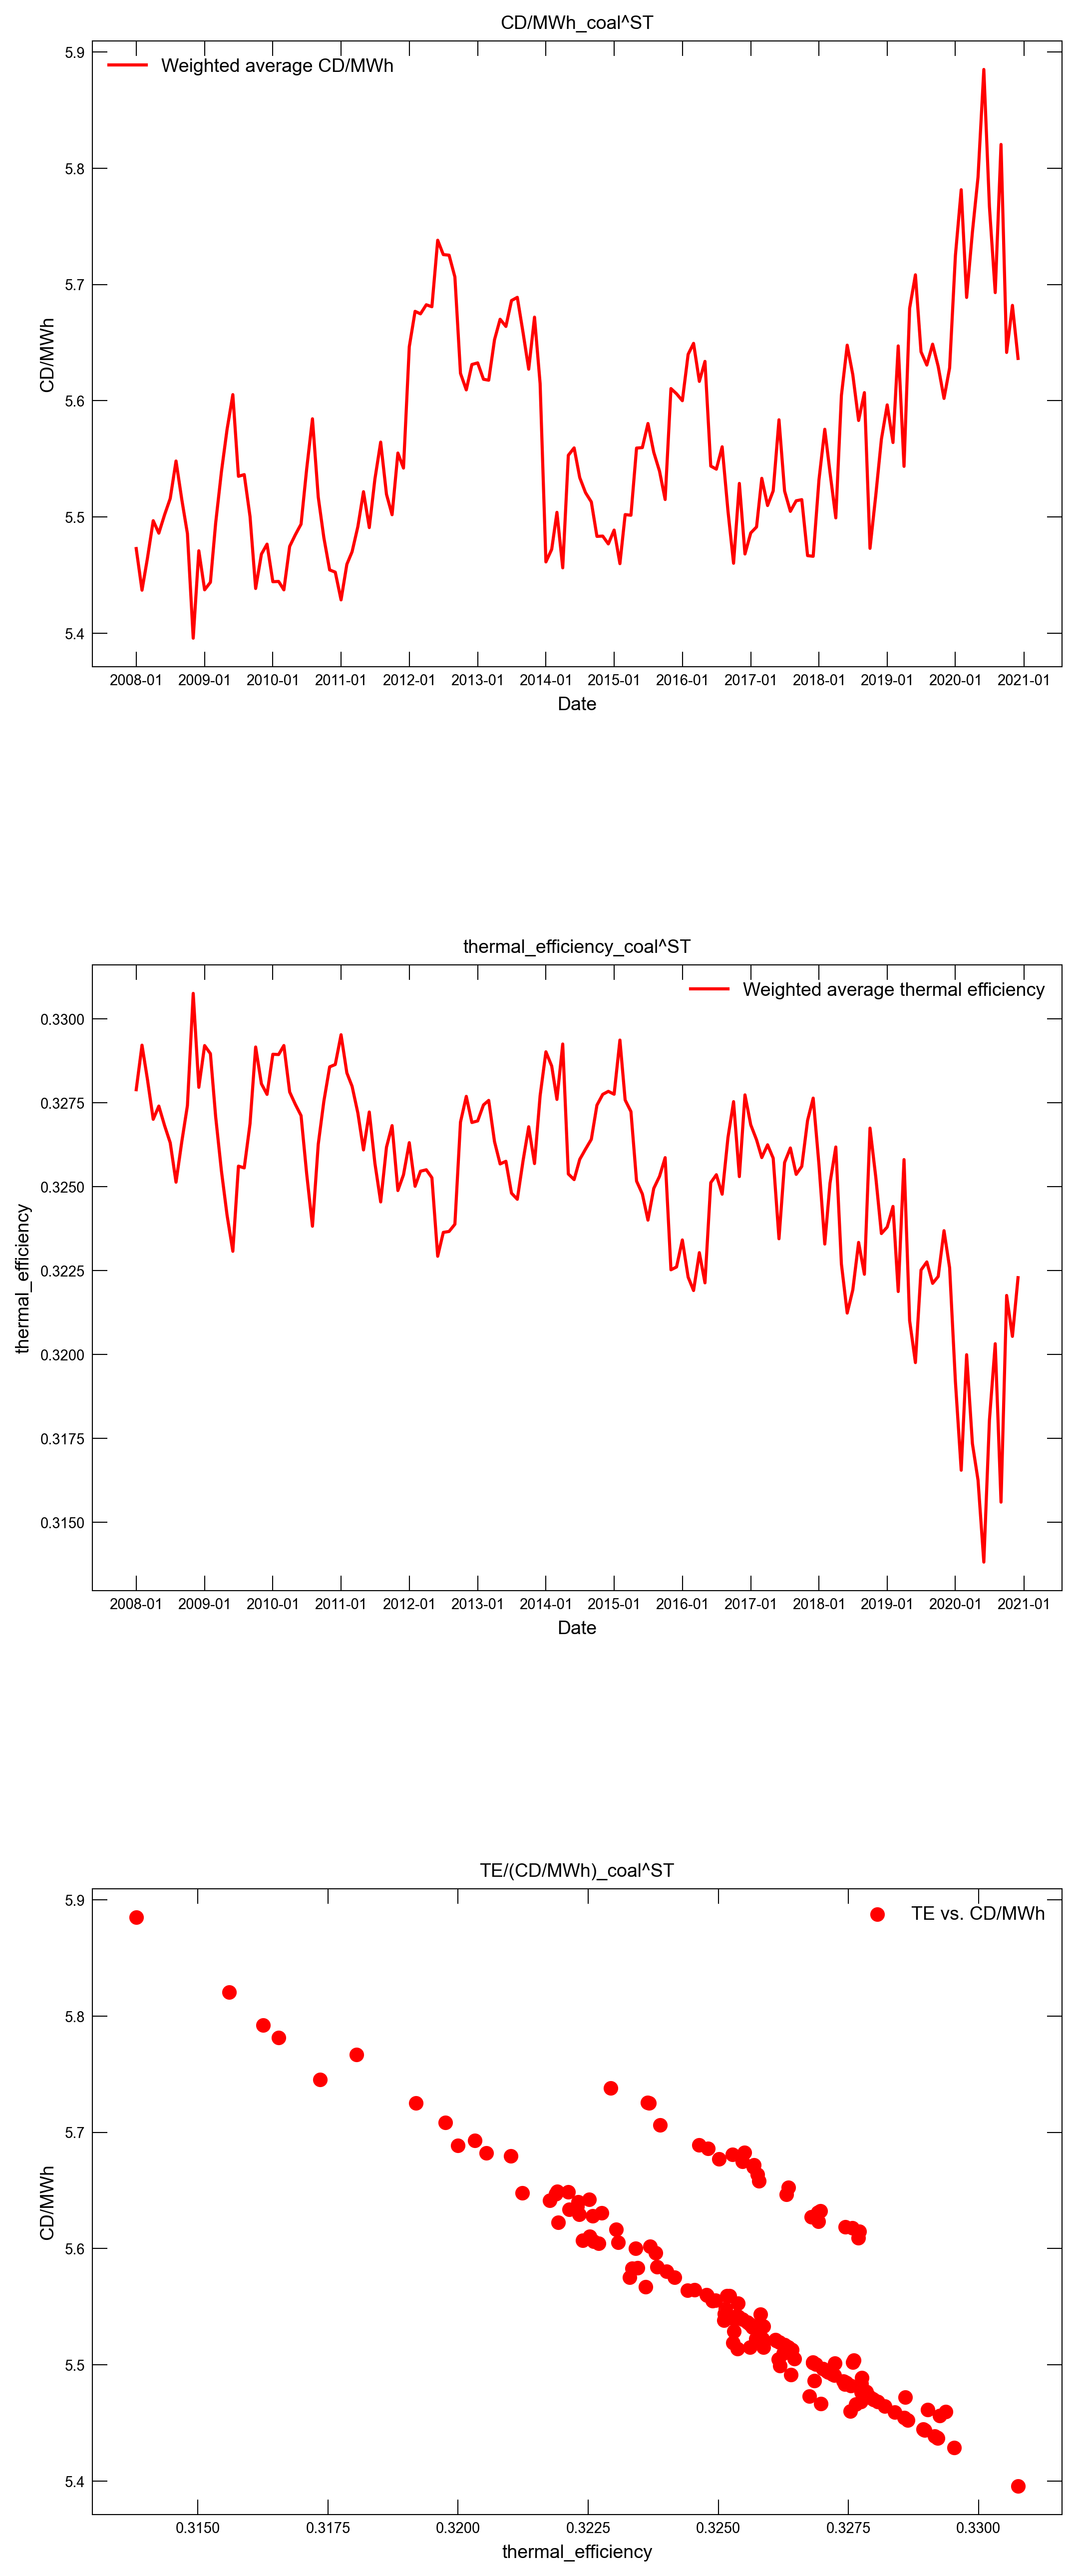 CD/MWh_coal^ST
Weighted average CD/MWh
5.9
5.8
5.7
5.6
5.5
5.4
CD/MWh
2008-01 2009-01 2010-01 2011-01 2012-01 2013-01 2014-01 2015-01 2016-01 2017-01 2018-01 2019-01 2020-01 2021-01
Date
thermal_efficiency_coal^ST
Weighted average thermal efficiency
0.3300
0.3275
0.3250
0.3225
0.3200
0.3175
0.3150
thermal_efficiency
2008-01 2009-01 2010-01 2011-01 2012-01 2013-01 2014-01 2015-01 2016-01 2017-01 2018-01 2019-01 2020-01 2021-01
Date
TE/(CD/MWh)_coal^ST
TE vs. CD/MWh
5.9
5.8
5.7
5.6
5.5
5.4
CD/MWh
0.3150 0.3175 0.3200 0.3225 0.3250 0.3275 0.3300
thermal_efficiency